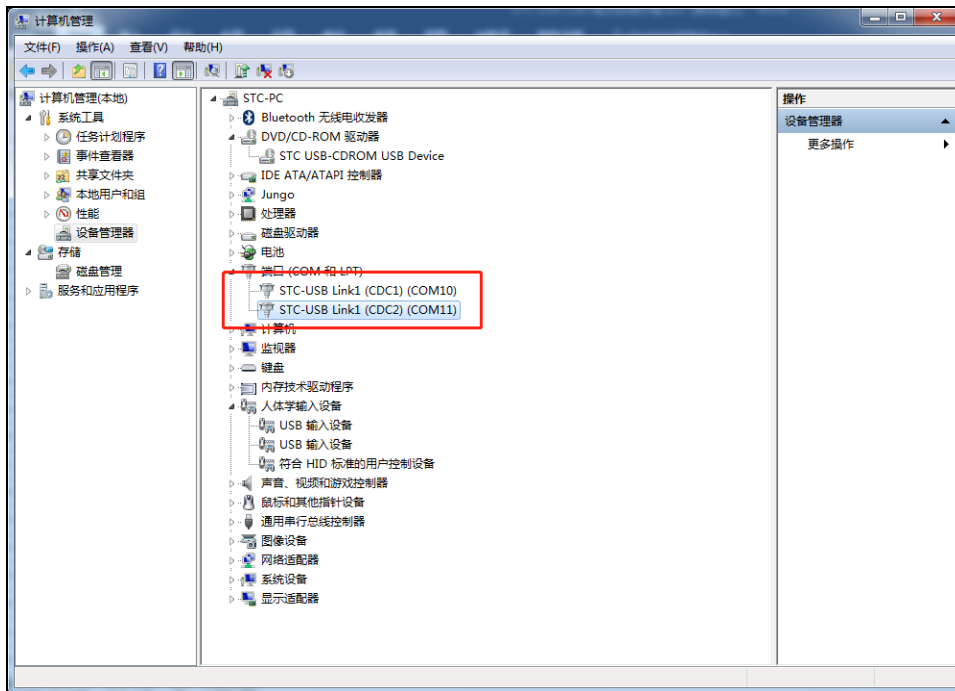 计算机管理
文件(F) 操作(A) 查看(V) 帮助(H)
计算机管理(本地)
系统工具
任务计划程序
事件查看器
共享文件夹
本地用户和组
性能
设备管理器
存储
磁盘管理
服务和应用程序
STC-PC
Bluetooth 无线电收发器
DVD/CD-ROM 驱动器
STC USB-CDROM USB Device
IDE ATA/ATAPI 控制器
Jungo
处理器
磁盘驱动器
电池
端口 (COM 和 LPT)
STC-USB Link1 (CDC1) (COM10)
STC-USB Link1 (CDC2) (COM11)
计算机
监视器
键盘
内存技术驱动程序
人体学输入设备
USB 输入设备
USB 输入设备
符合 HID 标准的用户控制设备
声音、视频和游戏控制器
鼠标和其他指针设备
通用串行总线控制器
图像设备
网络适配器
系统设备
显示适配器
操作
设备管理器
更多操作